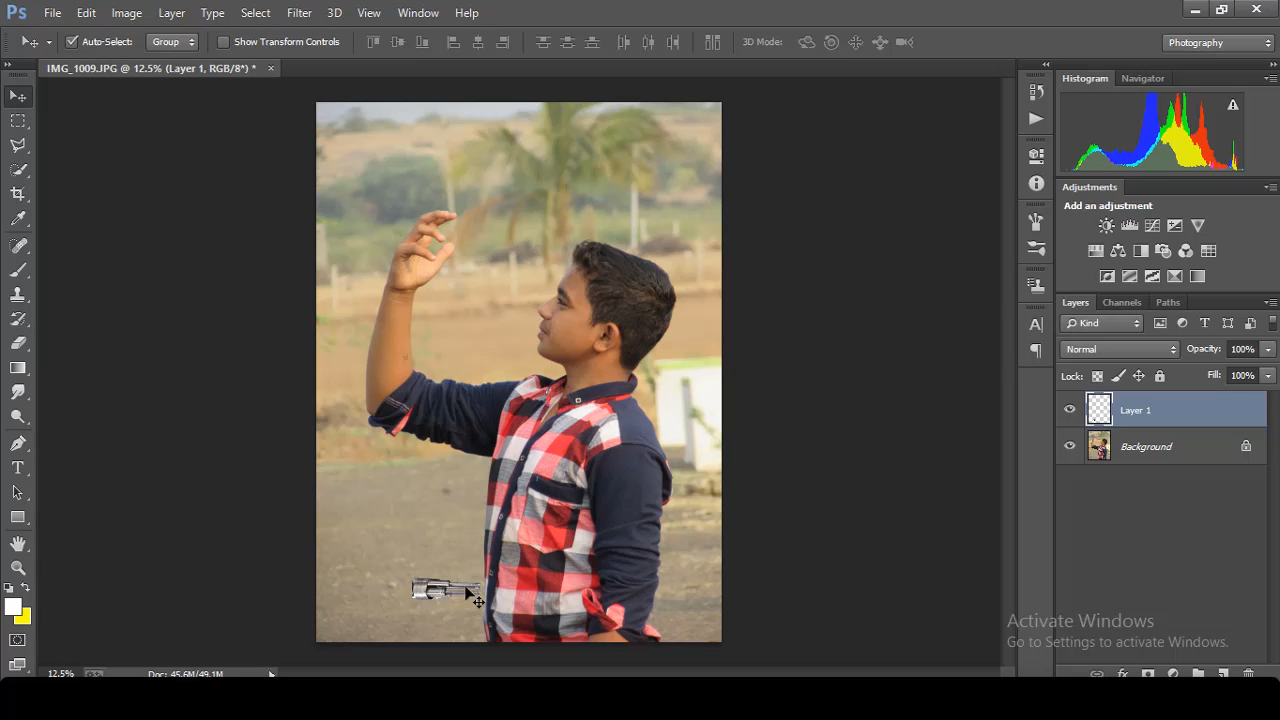 Ps File Edit Image Layer Type Select Filter 3D View Window Help
Auto-Select: Group Show Transform Controls 3D Mode: Photography
IMG_1009.JPG @ 12.5% (Layer 1, RGB/8*) *
Histogram Navigator
Adjustments
Add an adjustment
Layers Channels Paths
Kind
Normal Opacity: 100%
Lock: Fill: 100%
Layer 1
Background
Activate Windows
Go to Settings to activate Windows.
12.5% Doc: 45.6M/49.1M